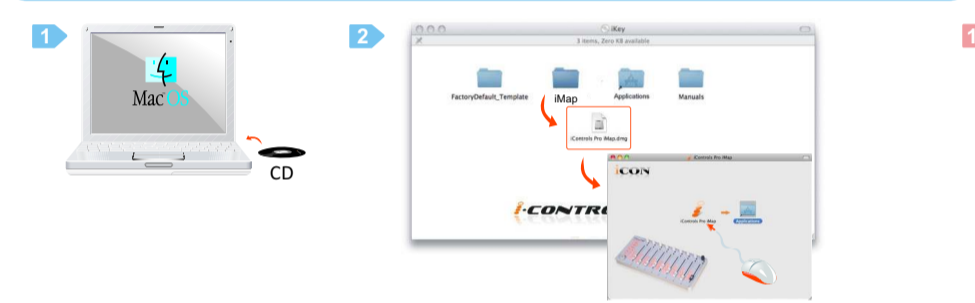 1
Mac OS
CD
2
iKey
3 items, Zero KB available
FactoryDefault_Template
iMap
Applications
Manuals
iControls Pro iMap.dmg
iControls Pro iMap
iCON
i-CONTRO
iControls Pro iMap
Applications
1